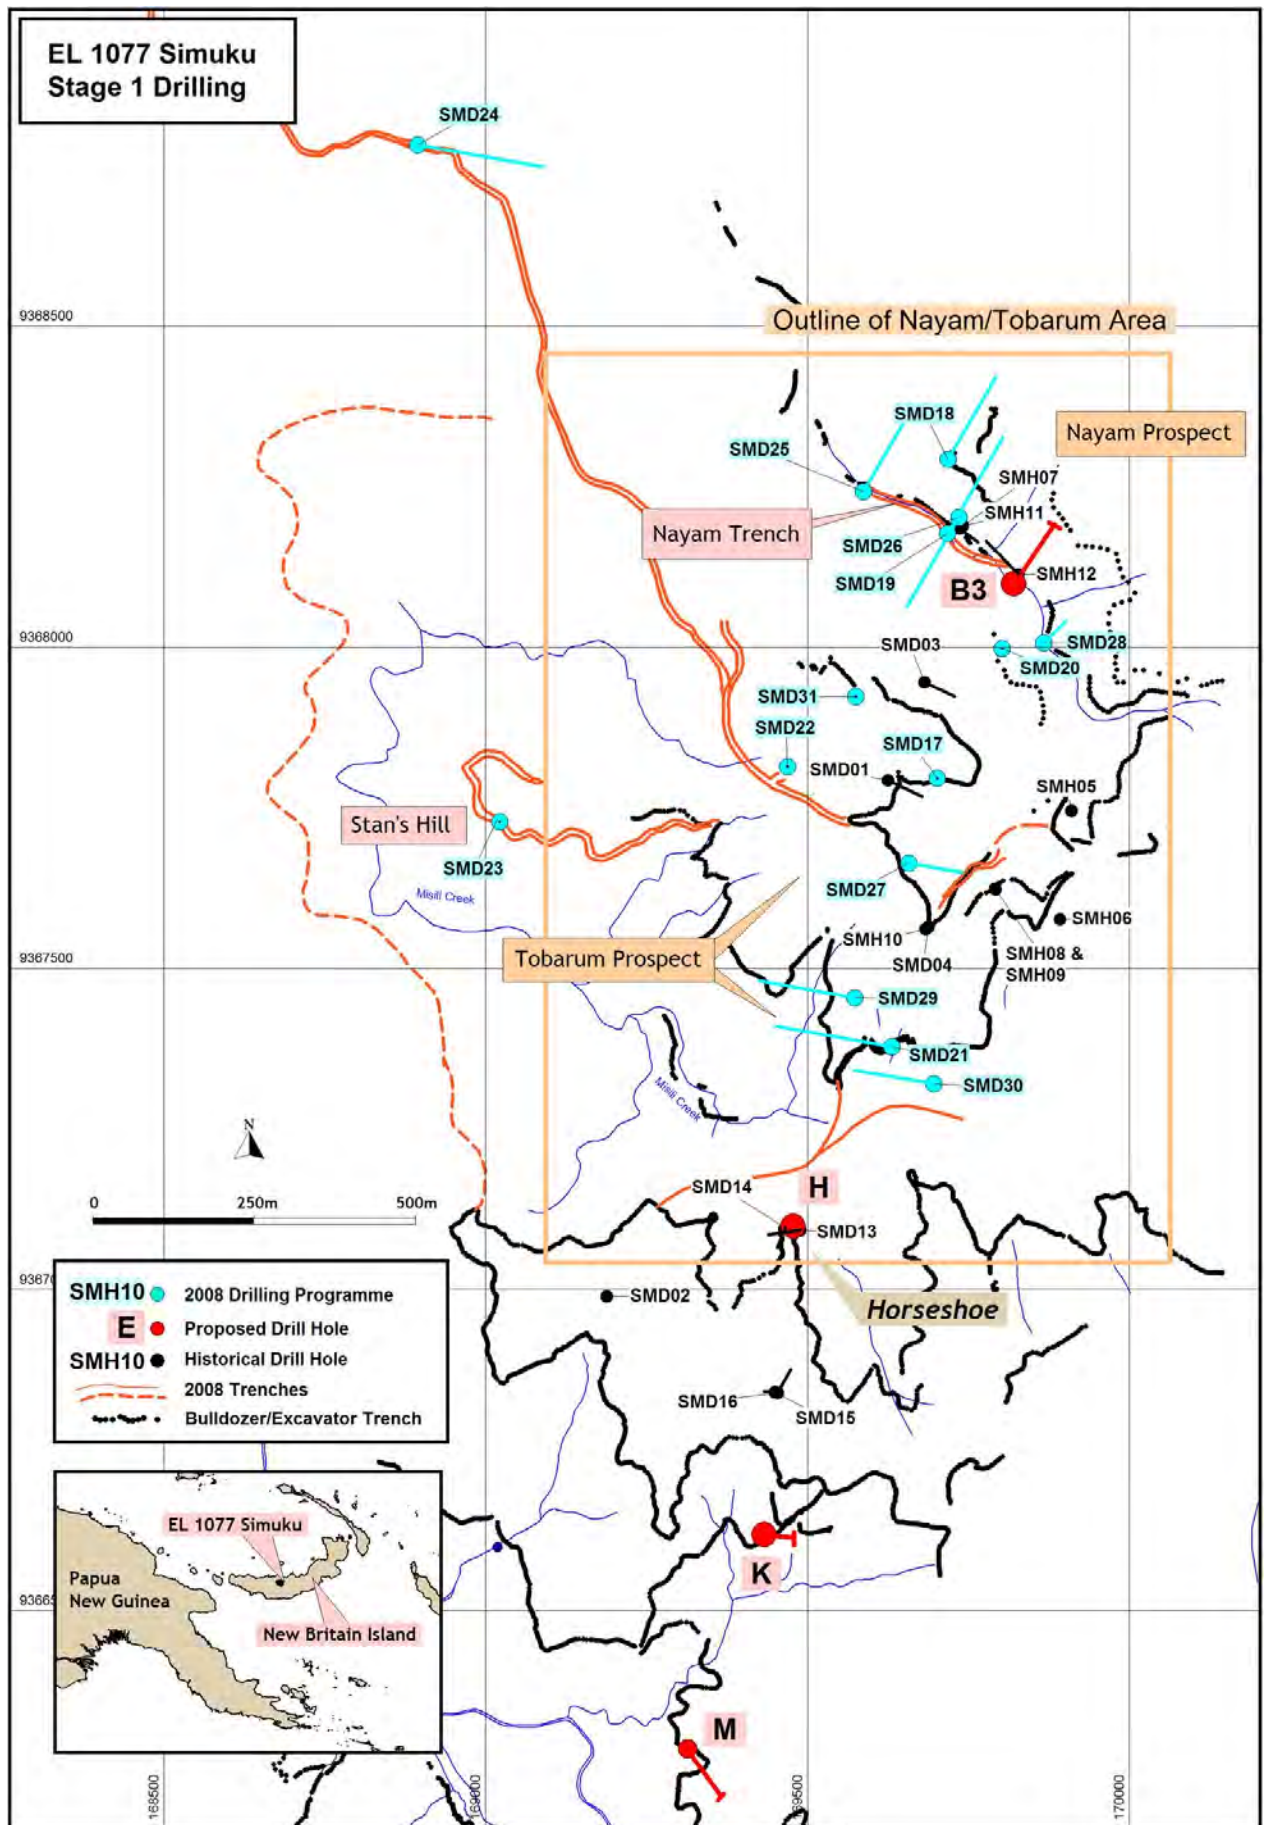 EL 1077 Simuku
Stage 1 Drilling
SMD24
9368500
Outline of Nayam/Tobarum Area
SMD18
Nayam Prospect
SMD25
SMH07
SMH11
Nayam Trench
SMD26
SMD19
SMH12
B3
9368000
SMD03
SMD28
SMD20
SMD31
SMD22
SMD17
SMD01
SMH05
Stan's Hill
SMD23
SMD27
Misill Creek
SMH06
SMH10
SMD04
SMH08 &
SMH09
Tobarum Prospect
9367500
SMD29
SMD21
SMD30
Misill Creek
N
0 250m 500m
SMD14
H
SMD13
93670
SMD02
Horseshoe
SMH10 2008 Drilling Programme
E Proposed Drill Hole
SMH10 Historical Drill Hole
2008 Trenches
Bulldozer/Excavator Trench
SMD16
SMD15
EL 1077 Simuku
Papua
New Guinea
New Britain Island
K
93665
M
168500
169000
169500
170000